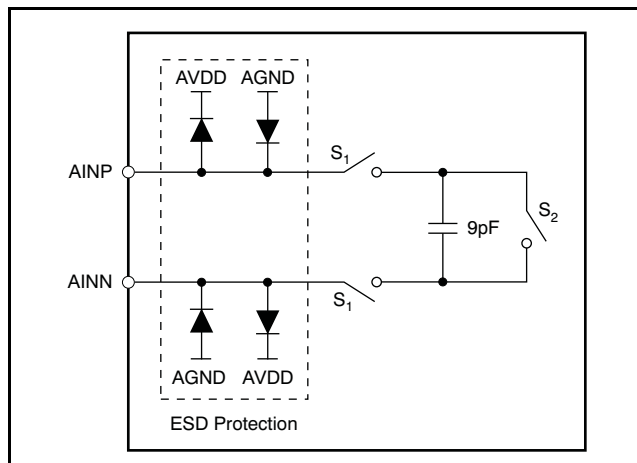 AVDD AGND
AINP
S1
S2
9pF
AINN
S1
AGND AVDD
ESD Protection